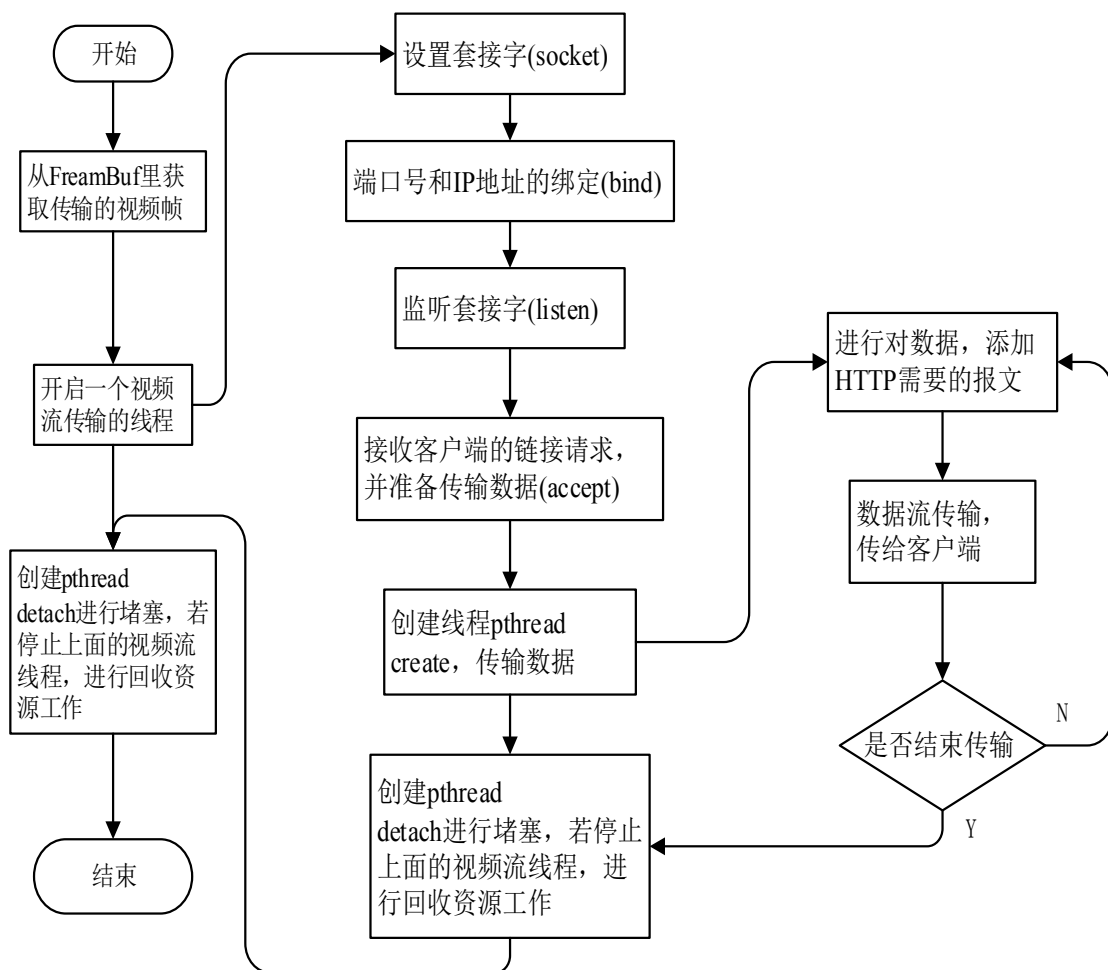 开始
从FreamBuf里获
取传输的视频帧
开启一个视频
流传输的线程
创建pthread
detach进行堵塞，若
停止上面的视频流
线程，进行回收资
源工作
结束
设置套接字(socket)
端口号和IP地址的绑定(bind)
监听套接字(listen)
接收客户端的链接请求，
并准备传输数据(accept)
创建线程pthread
create，传输数据
创建pthread
detach进行堵塞，若停止
上面的视频流线程，进
行回收资源工作
进行对数据，添加
HTTP需要的报文
数据流传输，
传给客户端
是否结束传输
N
Y